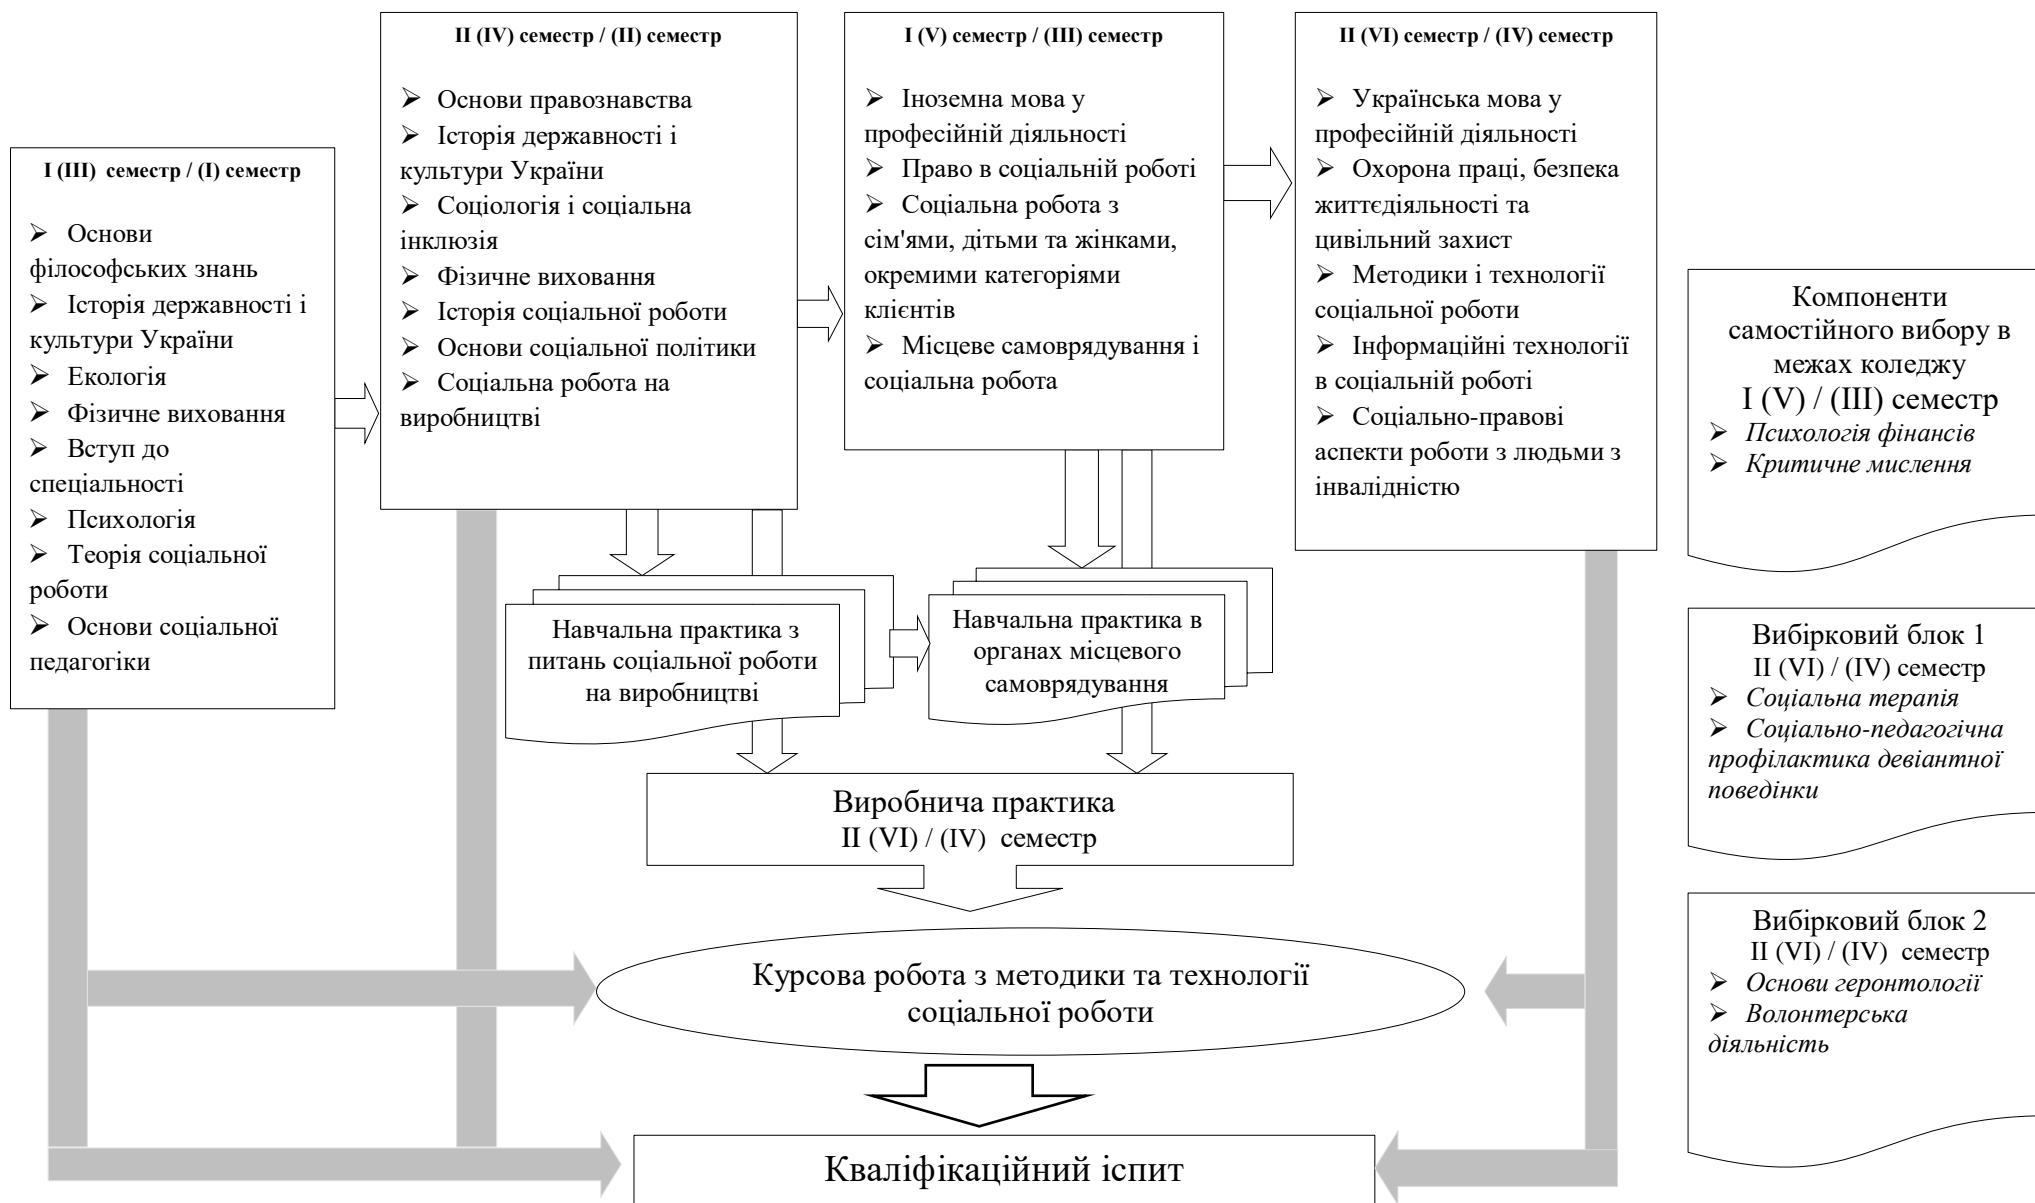 I (III) семестр / (I) семестр
➢ Основи
філософських знань
➢ Історія державності і
культури України
➢ Екологія
➢ Фізичне виховання
➢ Вступ до
спеціальності
➢ Психологія
➢ Теорія соціальної
роботи
➢ Основи соціальної
педагогіки
II (IV) семестр / (II) семестр
➢ Основи правознавства
➢ Історія державності і
культури України
➢ Соціологія і соціальна
інклюзія
➢ Фізичне виховання
➢ Історія соціальної роботи
➢ Основи соціальної політики
➢ Соціальна робота на
виробництві
I (V) семестр / (III) семестр
➢ Іноземна мова у
професійній діяльності
➢ Право в соціальній роботі
➢ Соціальна робота з
сім'ями, дітьми та жінками,
окремими категоріями
клієнтів
➢ Місцеве самоврядування і
соціальна робота
II (VI) семестр / (IV) семестр
➢ Українська мова у
професійній діяльності
➢ Охорона праці, безпека
життєдіяльності та
цивільний захист
➢ Методики і технології
соціальної роботи
➢ Інформаційні технології
в соціальній роботі
➢ Соціально-правові
аспекти роботи з людьми з
інвалідністю
Компоненти
самостійного вибору в
межах коледжу
I (V) / (III) семестр
➢ Психологія фінансів
➢ Критичне мислення
Вибірковий блок 1
II (VI) / (IV) семестр
➢ Соціальна терапія
➢ Соціально-педагогічна
профілактика девіантної
поведінки
Вибірковий блок 2
II (VI) / (IV) семестр
➢ Основи геронтології
➢ Волонтерська
діяльність
Навчальна практика з
питань соціальної роботи
на виробництві
Навчальна практика в
органах місцевого
самоврядування
Виробнича практика
II (VI) / (IV) семестр
Курсова робота з методики та технології
соціальної роботи
Кваліфікаційний іспит